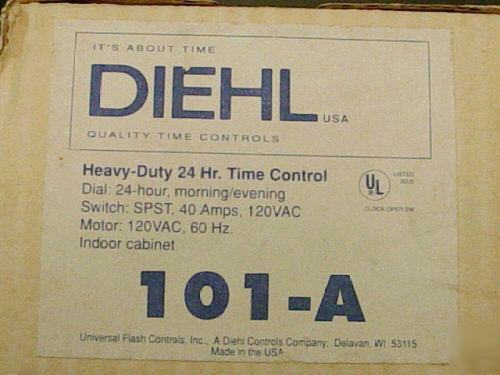 IT'S ABOUT TIME
DIEHL USA
QUALITY TIME CONTROLS
Heavy-Duty 24 Hr. Time Control
Dial: 24-hour, morning/evening
Switch: SPST, 40 Amps, 120VAC
Motor: 120VAC, 60 Hz.
Indoor cabinet
UL
LISTED
CLOCK OPER SW
101-A
Universal Flash Controls, Inc., A Diehl Controls Company, Delavan, WI 53115
Made in the USA